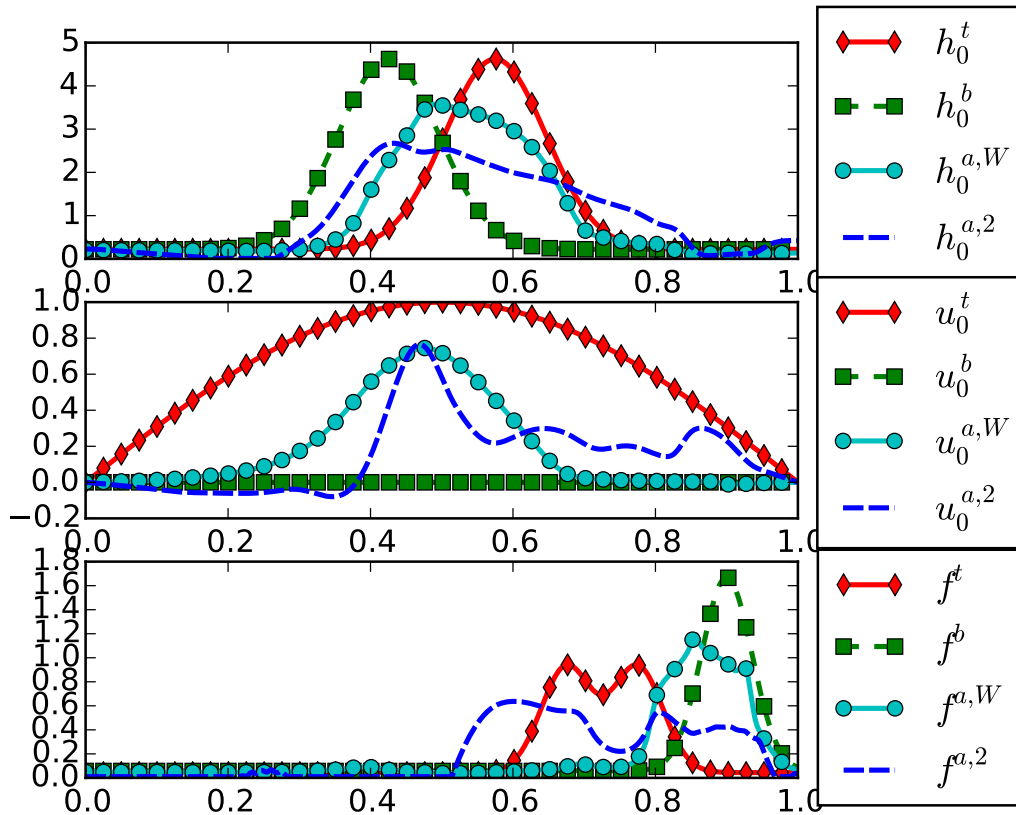 5
4
3
2
1
0
0.0 0.2 0.4 0.6 0.8 1.0
h_0^t
h_0^b
h_0^{a,W}
h_0^{a,2}
1.0
0.8
0.6
0.4
0.2
0.0
−0.2
0.0 0.2 0.4 0.6 0.8 1.0
u_0^t
u_0^b
u_0^{a,W}
u_0^{a,2}
1.8
1.6
1.4
1.2
1.0
0.8
0.6
0.4
0.2
0.0
0.0 0.2 0.4 0.6 0.8 1.0
f^t
f^b
f^{a,W}
f^{a,2}